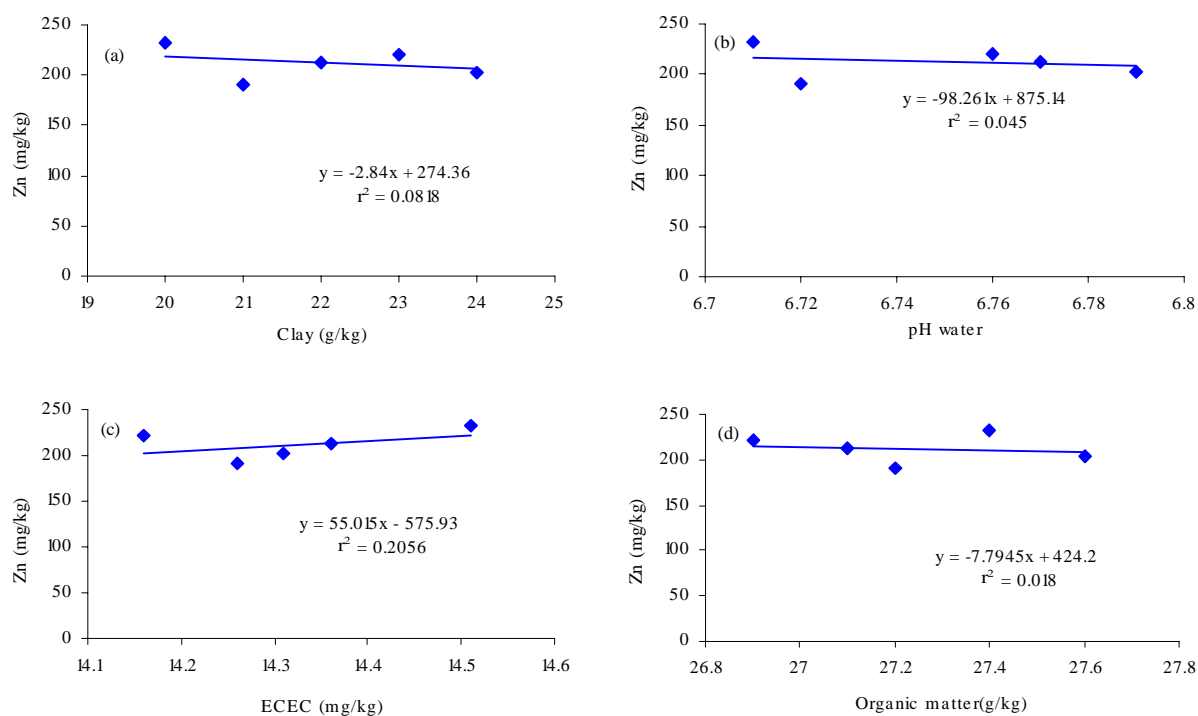 (a)
Zn (mg/kg)
250
200
150
100
50
0
y = -2.84x + 274.36
r² = 0.0818
19 20 21 22 23 24 25
Clay (g/kg)
(b)
Zn (mg/kg)
250
200
150
100
50
0
y = -98.261x + 875.14
r² = 0.045
6.7 6.72 6.74 6.76 6.78 6.8
pH water
(c)
Zn (mg/kg)
250
200
150
100
50
0
y = 55.015x - 575.93
r² = 0.2056
14.1 14.2 14.3 14.4 14.5 14.6
ECEC (mg/kg)
(d)
Zn (mg/kg)
250
200
150
100
50
0
y = -7.7945x + 424.2
r² = 0.018
26.8 27 27.2 27.4 27.6 27.8
Organic matter(g/kg)